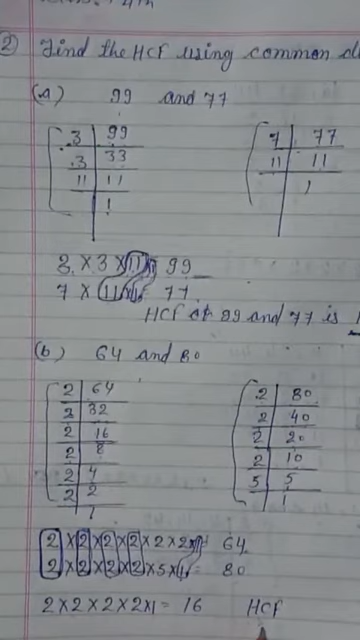 2) Find the HCF using common di
(a) 99 and 77
3 | 99
3 | 33
11 | 11
1
7 | 77
11 | 11
1
3 × 3 × 11 × 1 = 99
7 × 11 × 1 = 77
HCF of 99 and 77 is
(b) 64 and 80
2 | 64
2 | 32
2 | 16
2 | 8
2 | 4
2 | 2
1
2 | 80
2 | 40
2 | 20
2 | 10
5 | 5
1
2 × 2 × 2 × 2 × 2 × 2 × 1 = 64
2 × 2 × 2 × 2 × 5 × 1 = 80
2 × 2 × 2 × 2 × 1 = 16 HCF